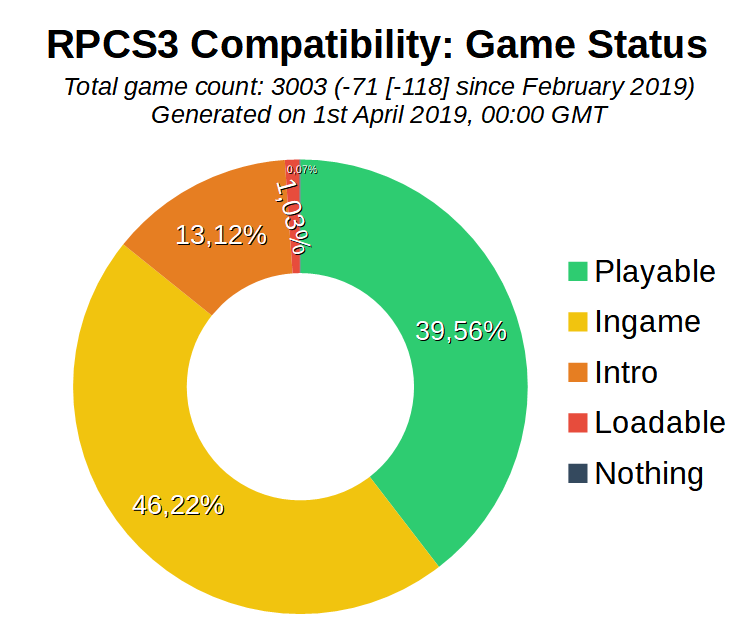 RPCS3 Compatibility: Game Status
Total game count: 3003 (-71 [-118] since February 2019)
Generated on 1st April 2019, 00:00 GMT
0,07%
1,03%
13,12%
39,56%
46,22%
Playable
Ingame
Intro
Loadable
Nothing